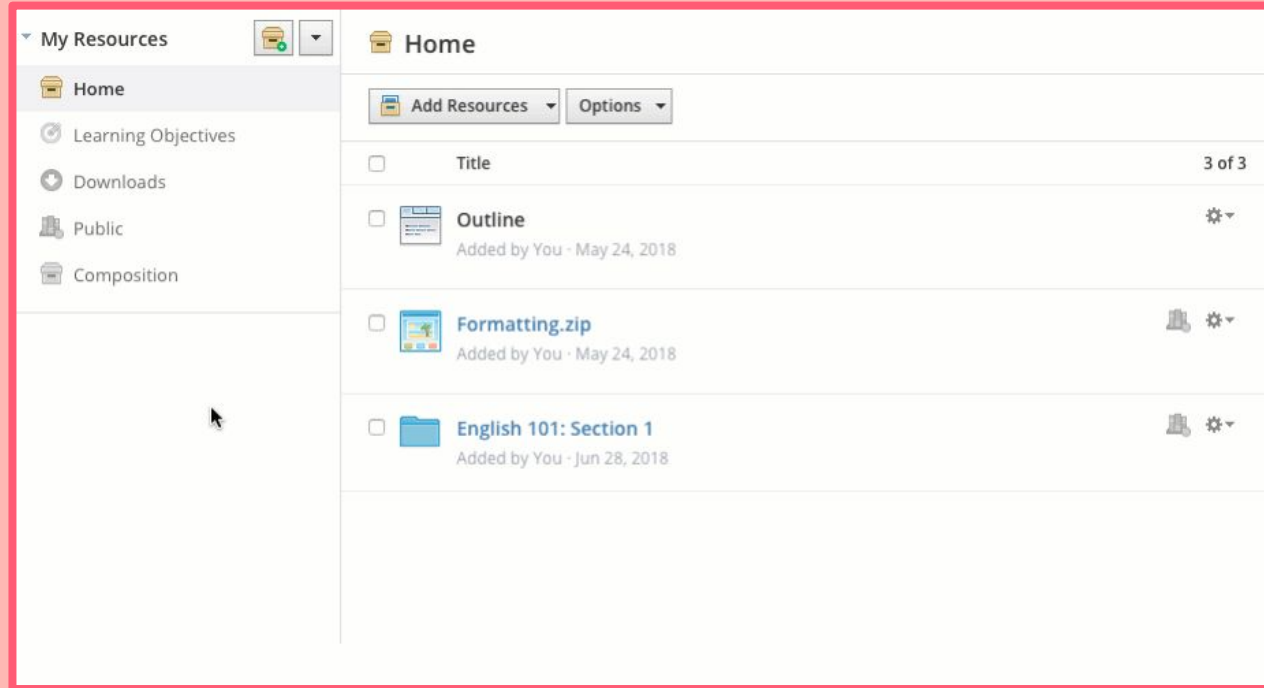 My Resources
Home
Learning Objectives
Downloads
Public
Composition
Home
Add Resources Options
Title 3 of 3
Outline
Added by You · May 24, 2018
Formatting.zip
Added by You · May 24, 2018
English 101: Section 1
Added by You · Jun 28, 2018